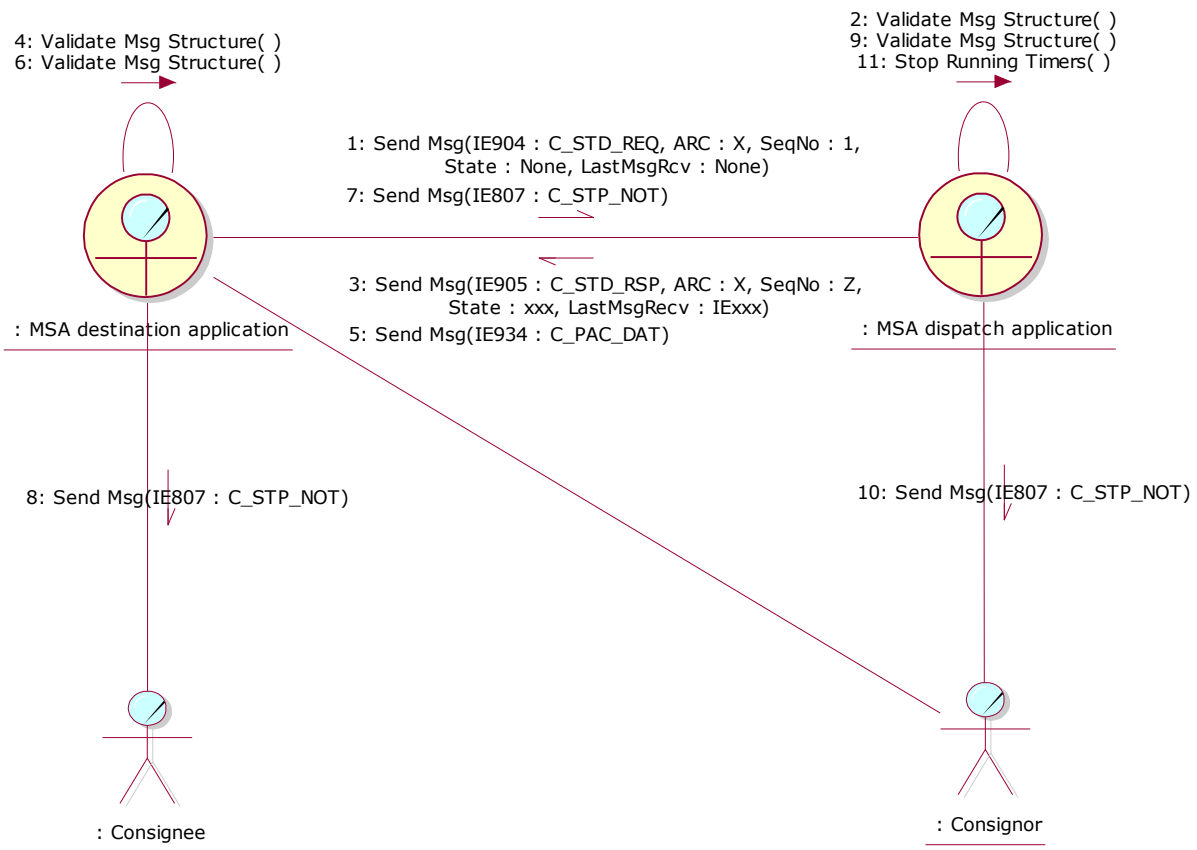 4: Validate Msg Structure( )
6: Validate Msg Structure( )
2: Validate Msg Structure( )
9: Validate Msg Structure( )
11: Stop Running Timers( )
1: Send Msg(IE904 : C_STD_REQ, ARC : X, SeqNo : 1,
State : None, LastMsgRcv : None)
7: Send Msg(IE807 : C_STP_NOT)
3: Send Msg(IE905 : C_STD_RSP, ARC : X, SeqNo : Z,
State : xxx, LastMsgRecv : IExxx)
5: Send Msg(IE934 : C_PAC_DAT)
: MSA destination application
: MSA dispatch application
8: Send Msg(IE807 : C_STP_NOT)
10: Send Msg(IE807 : C_STP_NOT)
: Consignee
: Consignor